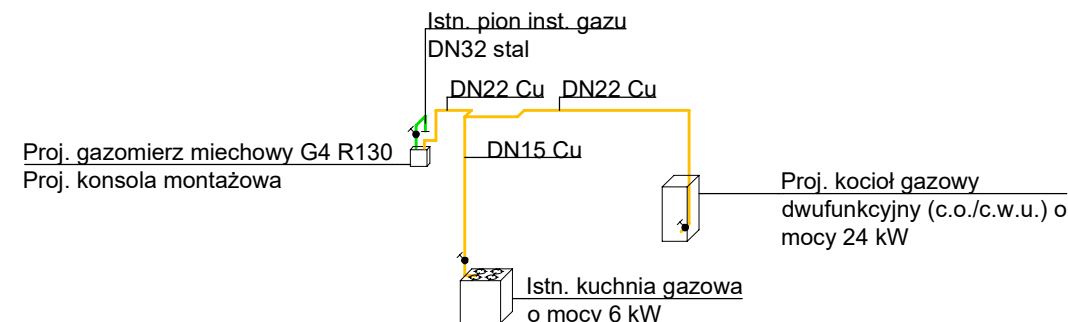 Istn. pion inst. gazu
DN32 stal
DN22 Cu
DN22 Cu
Proj. gazomierz miechowy G4 R130
Proj. konsola montażowa
DN15 Cu
Proj. kocioł gazowy
dwufunkcyjny (c.o./c.w.u.) o
mocy 24 kW
Istn. kuchnia gazowa
o mocy 6 kW